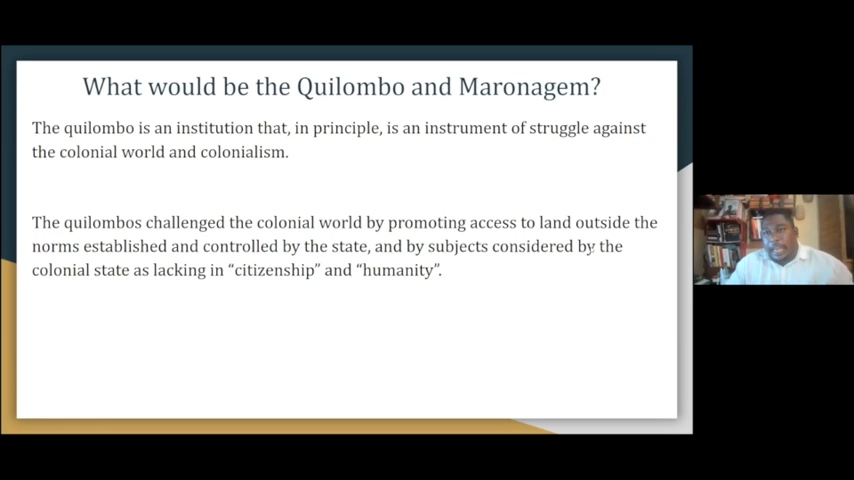 What would be the Quilombo and Maronagem?
The quilombo is an institution that, in principle, is an instrument of struggle against
the colonial world and colonialism.
The quilombos challenged the colonial world by promoting access to land outside the
norms established and controlled by the state, and by subjects considered by the
colonial state as lacking in “citizenship” and “humanity”.